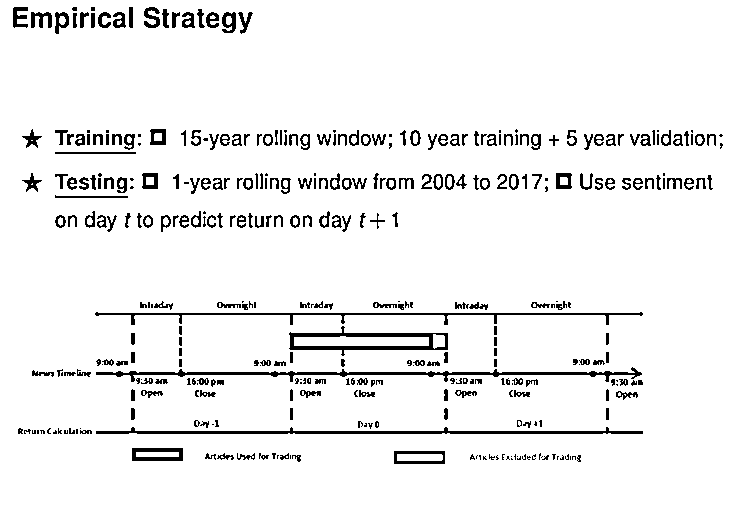 Empirical Strategy
★ Training: 15-year rolling window; 10 year training + 5 year validation;
★ Testing: 1-year rolling window from 2004 to 2017; Use sentiment
on day t to predict return on day t + 1
Intraday Overnight Intraday Overnight Intraday Overnight
9:00 am 9:00 am 9:00 am 9:00 am
News Timeline
9:30 am 16:00 pm 9:30 am 16:00 pm 9:30 am 16:00 pm 9:30 am
Open Close Open Close Open Close Open
Day -1 Day 0 Day +1
Return Calculation
Articles Used for Trading Articles Excluded for Trading